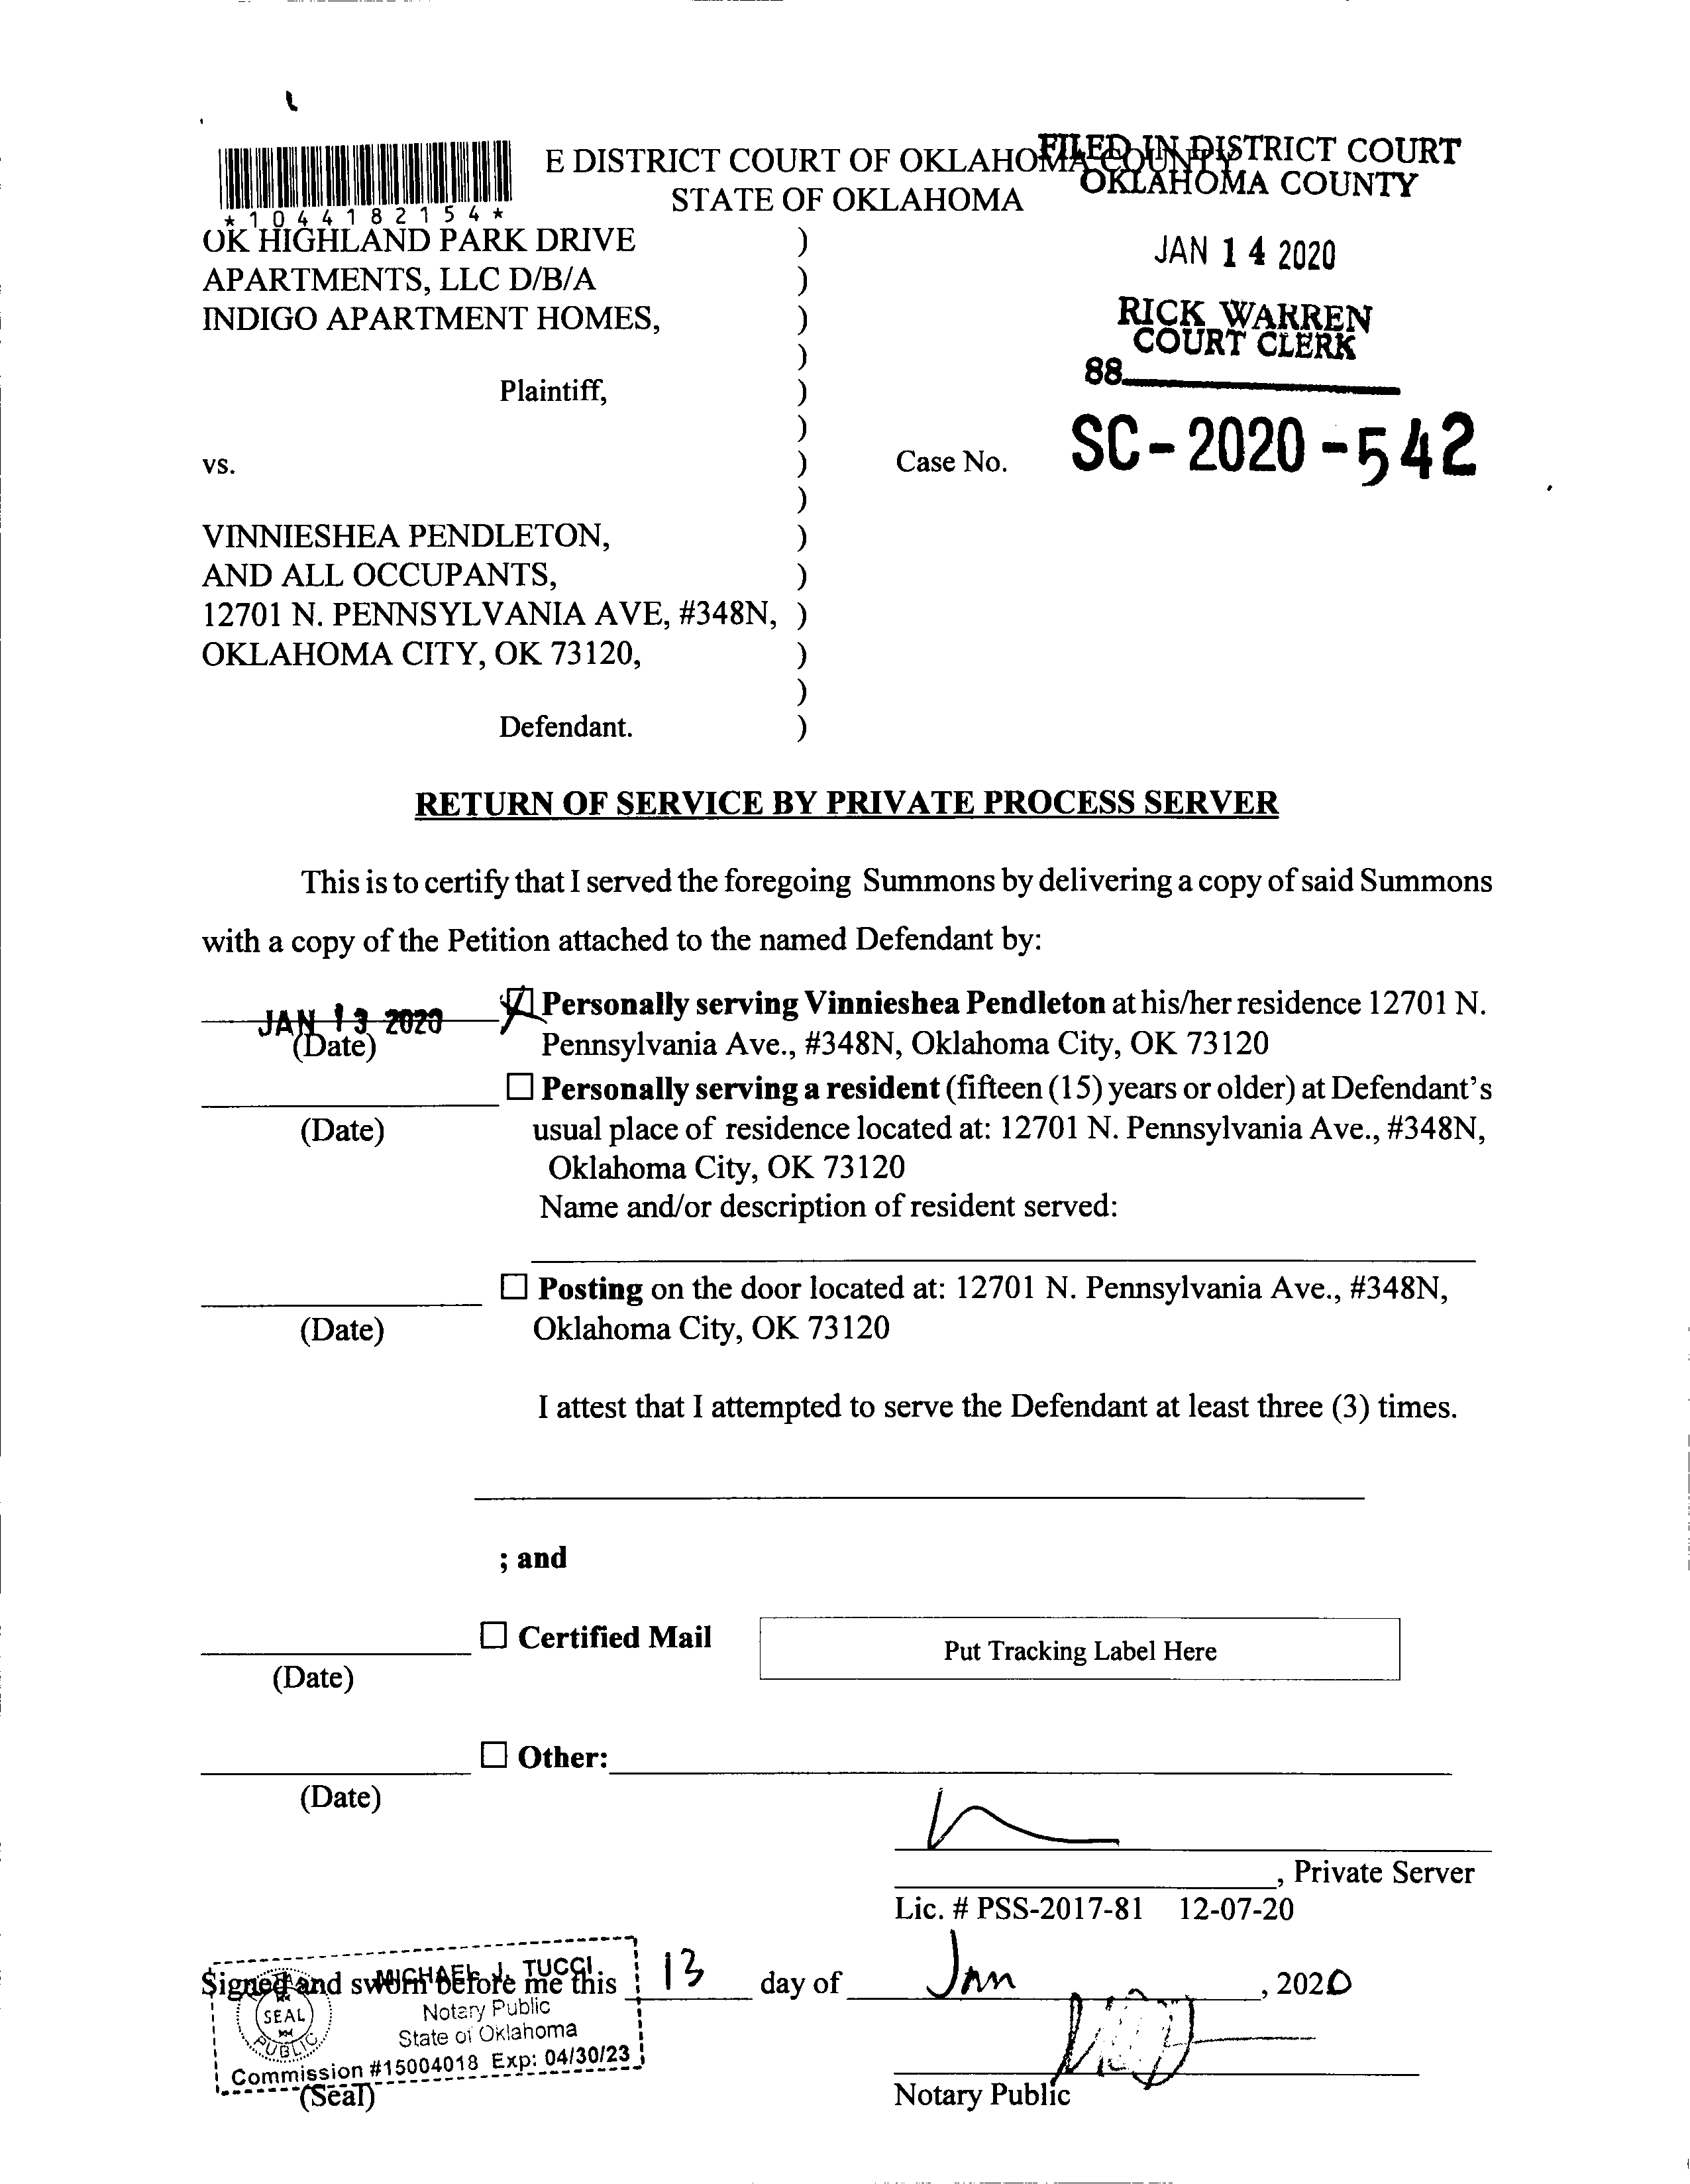 E DISTRICT COURT OF OKLAHOMA COUNTY
STATE OF OKLAHOMA
FILED IN DISTRICT COURT
OKLAHOMA COUNTY
*1044182154*
JAN 14 2020
RICK WARREN
COURT CLERK
88
OK HIGHLAND PARK DRIVE )
APARTMENTS, LLC D/B/A )
INDIGO APARTMENT HOMES, )
)
Plaintiff, )
)
vs. ) Case No. SC-2020-542
)
VINNIESHEA PENDLETON, )
AND ALL OCCUPANTS, )
12701 N. PENNSYLVANIA AVE, #348N, )
OKLAHOMA CITY, OK 73120, )
)
Defendant. )
RETURN OF SERVICE BY PRIVATE PROCESS SERVER
This is to certify that I served the foregoing Summons by delivering a copy of said Summons
with a copy of the Petition attached to the named Defendant by:
JAN 13 2020 Personally serving Vinnieshea Pendleton at his/her residence 12701 N.
(Date) Pennsylvania Ave., #348N, Oklahoma City, OK 73120
☐ Personally serving a resident (fifteen (15) years or older) at Defendant's
(Date) usual place of residence located at: 12701 N. Pennsylvania Ave., #348N,
Oklahoma City, OK 73120
Name and/or description of resident served:
☐ Posting on the door located at: 12701 N. Pennsylvania Ave., #348N,
(Date) Oklahoma City, OK 73120
I attest that I attempted to serve the Defendant at least three (3) times.
; and
☐ Certified Mail Put Tracking Label Here
(Date)
☐ Other:
(Date)
, Private Server
Lic. # PSS-2017-81 12-07-20
Signed and sworn before me this 13 day of Jan, 2020
MICHAEL J. TUCCI
Notary Public
State of Oklahoma
SEAL
PUBLIC
Commission #15004018 Exp: 04/30/23
(Seal)
Notary Public